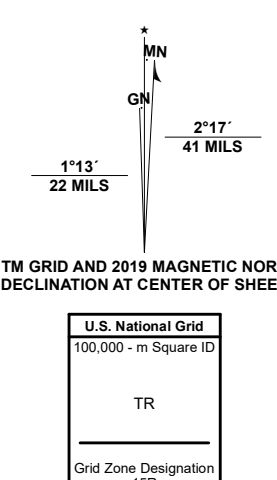 ★
MN
GN
2°17´
41 MILS
1°13´
22 MILS
TM GRID AND 2019 MAGNETIC NOR
DECLINATION AT CENTER OF SHEE
U.S. National Grid
100,000 - m Square ID
TR
Grid Zone Designation